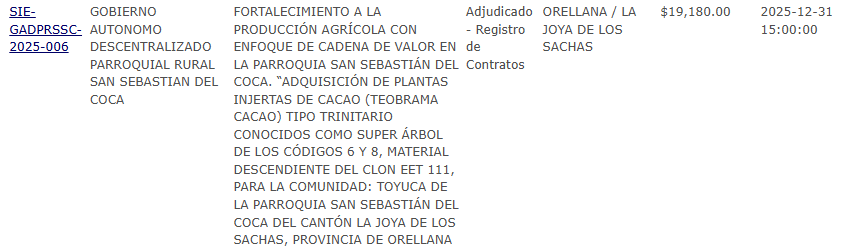 SIE-
GADPRSSC-
2025-006
GOBIERNO
AUTONOMO
DESCENTRALIZADO
PARROQUIAL RURAL
SAN SEBASTIAN DEL
COCA
FORTALECIMIENTO A LA
PRODUCCIÓN AGRÍCOLA CON
ENFOQUE DE CADENA DE VALOR EN
LA PARROQUIA SAN SEBASTIÁN DEL
COCA. “ADQUISICIÓN DE PLANTAS
INJERTAS DE CACAO (TEOBRAMA
CACAO) TIPO TRINITARIO
CONOCIDOS COMO SUPER ÁRBOL
DE LOS CÓDIGOS 6 Y 8, MATERIAL
DESCENDIENTE DEL CLON EET 111,
PARA LA COMUNIDAD: TOYUCA DE
LA PARROQUIA SAN SEBASTIÁN DEL
COCA DEL CANTÓN LA JOYA DE LOS
SACHAS, PROVINCIA DE ORELLANA
Adjudicado
- Registro
de
Contratos
ORELLANA / LA
JOYA DE LOS
SACHAS
$19,180.00
2025-12-31
15:00:00